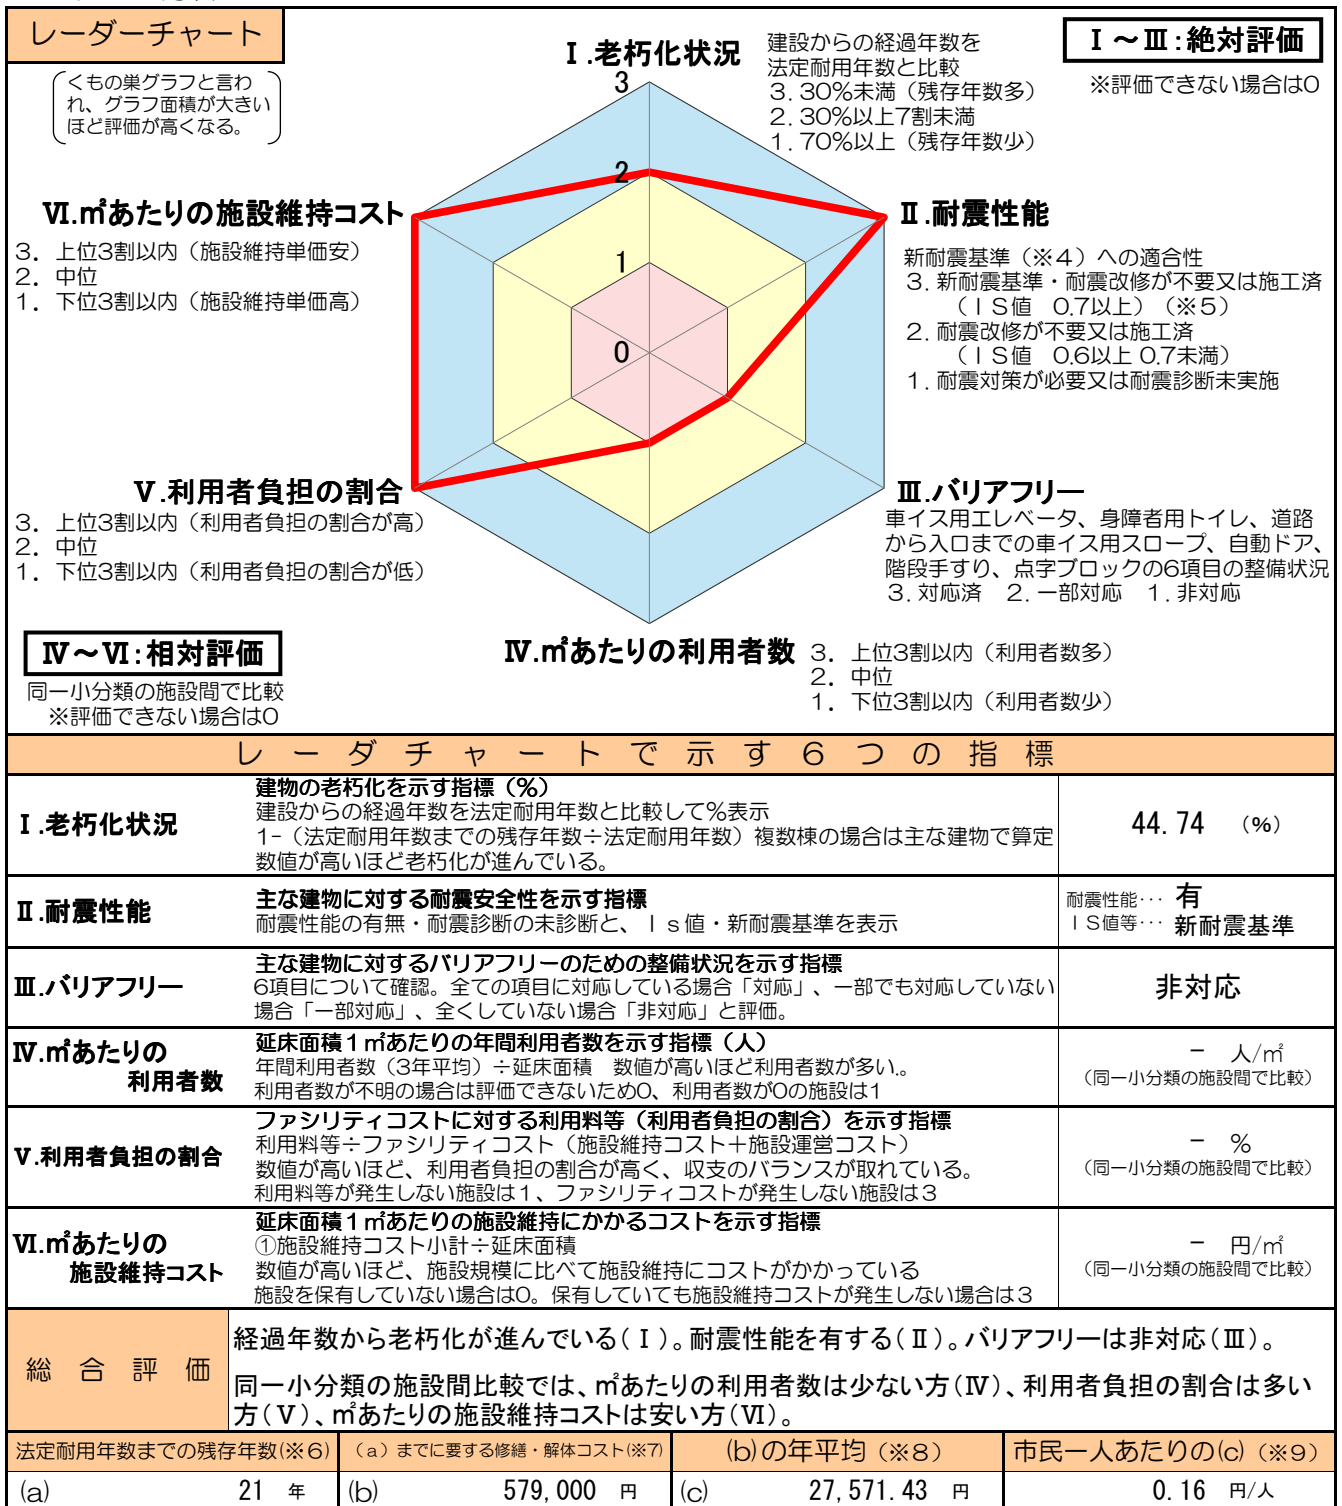 レーダーチャート
くもの巣グラフと言わ
れ、グラフ面積が大きい
ほど評価が高くなる。
Ⅰ.老朽化状況
建設からの経過年数を
法定耐用年数と比較
3.30%未満（残存年数多）
2.30%以上7割未満
1.70%以上（残存年数少）
Ⅰ～Ⅲ:絶対評価
※評価できない場合は0
3
2
1
0
Ⅵ.㎡あたりの施設維持コスト
3. 上位3割以内（施設維持単価安）
2. 中位
1. 下位3割以内（施設維持単価高）
Ⅱ.耐震性能
新耐震基準（※4）への適合性
3.新耐震基準・耐震改修が不要又は施工済
（ＩＳ値　0.7以上）（※5）
2.耐震改修が不要又は施工済
（ＩＳ値　0.6以上 0.7未満）
1.耐震対策が必要又は耐震診断未実施
Ⅴ.利用者負担の割合
3. 上位3割以内（利用者負担の割合が高）
2. 中位
1. 下位3割以内（利用者負担の割合が低）
Ⅲ.バリアフリー
車イス用エレベータ、身障者用トイレ、道路
から入口までの車イス用スロープ、自動ドア、
階段手すり、点字ブロックの6項目の整備状況
3.対応済　2.一部対応　1.非対応
Ⅳ～Ⅵ:相対評価
同一小分類の施設間で比較
※評価できない場合は0
Ⅳ.㎡あたりの利用者数
3. 上位3割以内（利用者数多）
2. 中位
1. 下位3割以内（利用者数少）
レーダチャートで示す６つの指標
Ⅰ.老朽化状況
建物の老朽化を示す指標（%）
建設からの経過年数を法定耐用年数と比較して%表示
1-（法定耐用年数までの残存年数÷法定耐用年数）複数棟の場合は主な建物で算定
数値が高いほど老朽化が進んでいる。
44.74　（%）
Ⅱ.耐震性能
主な建物に対する耐震安全性を示す指標
耐震性能の有無・耐震診断の未診断と、Ｉｓ値・新耐震基準を表示
耐震性能… 有
ＩＳ値等… 新耐震基準
Ⅲ.バリアフリー
主な建物に対するバリアフリーのための整備状況を示す指標
6項目について確認。全ての項目に対応している場合「対応」、一部でも対応していない
場合「一部対応」、全くしていない場合「非対応」と評価。
非対応
Ⅳ.㎡あたりの
利用者数
延床面積１㎡あたりの年間利用者数を示す指標（人）
年間利用者数（3年平均）÷延床面積　数値が高いほど利用者数が多い。
利用者数が不明の場合は評価できないため0、利用者数が0の施設は1
－　人/㎡
（同一小分類の施設間で比較）
Ⅴ.利用者負担の割合
ファシリティコストに対する利用料等（利用者負担の割合）を示す指標
利用料等÷ファシリティコスト（施設維持コスト＋施設運営コスト）
数値が高いほど、利用者負担の割合が高く、収支のバランスが取れている。
利用料等が発生しない施設は１、ファシリティコストが発生しない施設は３
－　%
（同一小分類の施設間で比較）
Ⅵ.㎡あたりの
施設維持コスト
延床面積１㎡あたりの施設維持にかかるコストを示す指標
①施設維持コスト小計÷延床面積
数値が高いほど、施設規模に比べて施設維持にコストがかかっている
施設を保有していない場合は0。保有していても施設維持コストが発生しない場合は３
－　円/㎡
（同一小分類の施設間で比較）
総合評価
経過年数から老朽化が進んでいる(Ⅰ)。耐震性能を有する(Ⅱ)。バリアフリーは非対応(Ⅲ)。
同一小分類の施設間比較では、㎡あたりの利用者数は少ない方(Ⅳ)、利用者負担の割合は多い
方(Ⅴ)、㎡あたりの施設維持コストは安い方(Ⅵ)。
法定耐用年数までの残存年数(※6)
（a）までに要する修繕・解体コスト(※7)
(b)の年平均（※8）
市民一人あたりの(c)（※9）
(a)　21　年
(b)　579,000　円
(c)　27,571.43　円
0.16　円/人